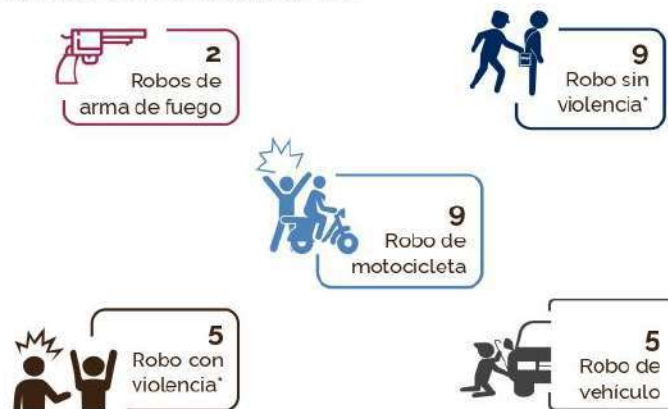 2
Robos de
arma de fuego
9
Robo sin
violencia*
9
Robo de
motocicleta
5
Robo con
violencia*
5
Robo de
vehículo